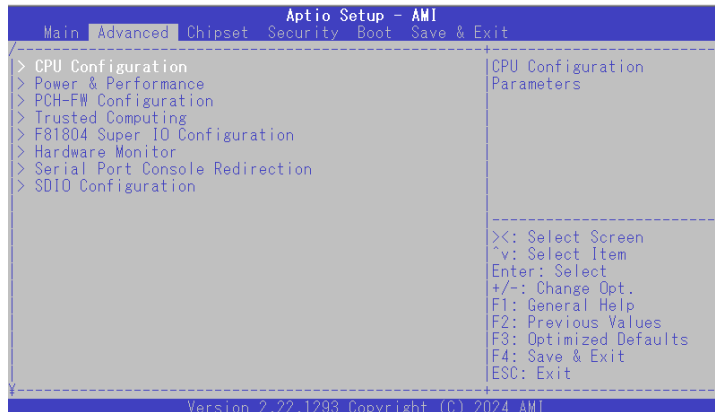 Aptio Setup - AMI
Main Advanced Chipset Security Boot Save & Exit
> CPU Configuration
> Power & Performance
> PCH-FW Configuration
> Trusted Computing
> F81804 Super IO Configuration
> Hardware Monitor
> Serial Port Console Redirection
> SDIO Configuration
CPU Configuration
Parameters
><: Select Screen
^v: Select Item
Enter: Select
+/-: Change Opt.
F1: General Help
F2: Previous Values
F3: Optimized Defaults
F4: Save & Exit
ESC: Exit
Version 2.22.1293 Copyright (C) 2024 AMI